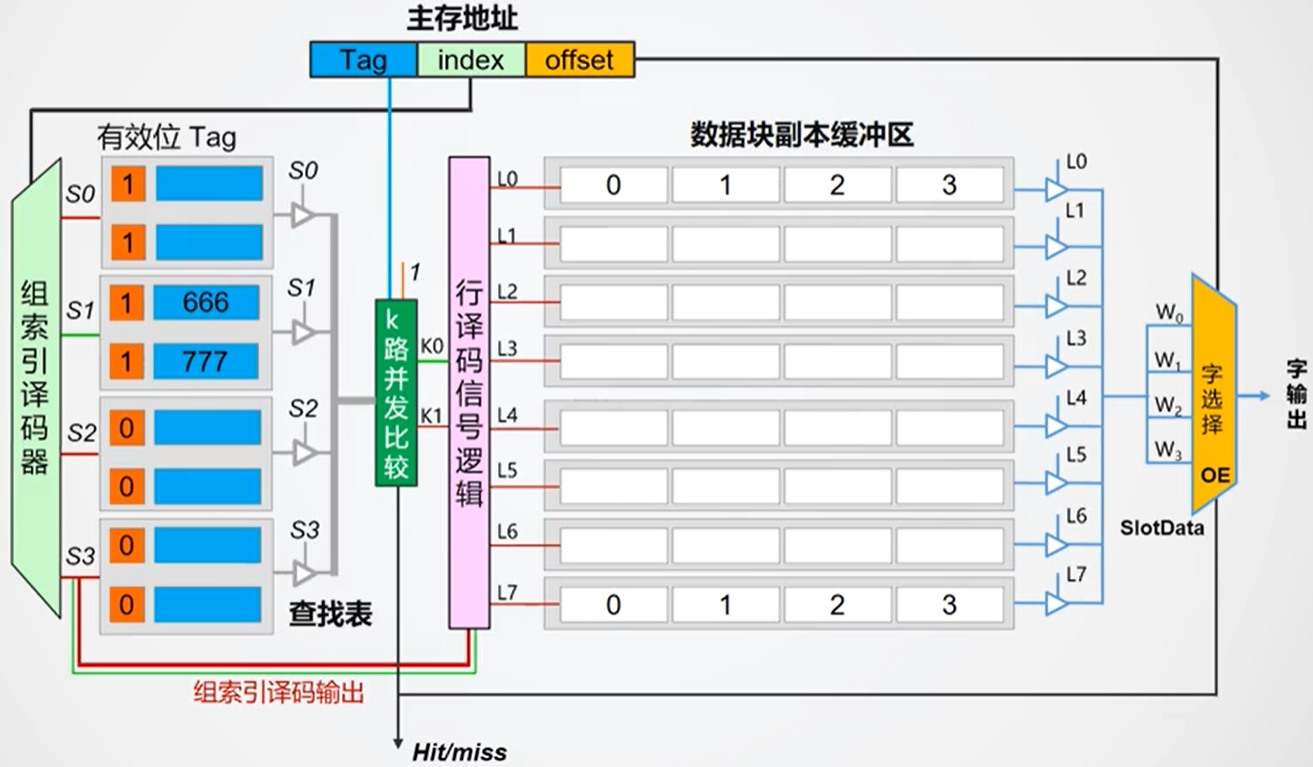 主存地址
Tag index offset
有效位 Tag
数据块副本缓冲区
组索引译码器
S0
S1
S2
S3
1
1
1 666
1 777
0
0
0
0
S0
S1
S2
S3
查找表
1
k路并发比较
K0
K1
行译码信号逻辑
L0 0 1 2 3 L0
L1 L1
L2 L2
L3 L3
L4 L4
L5 L5
L6 L6
L7 0 1 2 3 L7
W0
W1
W2
W3
字选择
OE
字输出
SlotData
组索引译码输出
Hit/miss